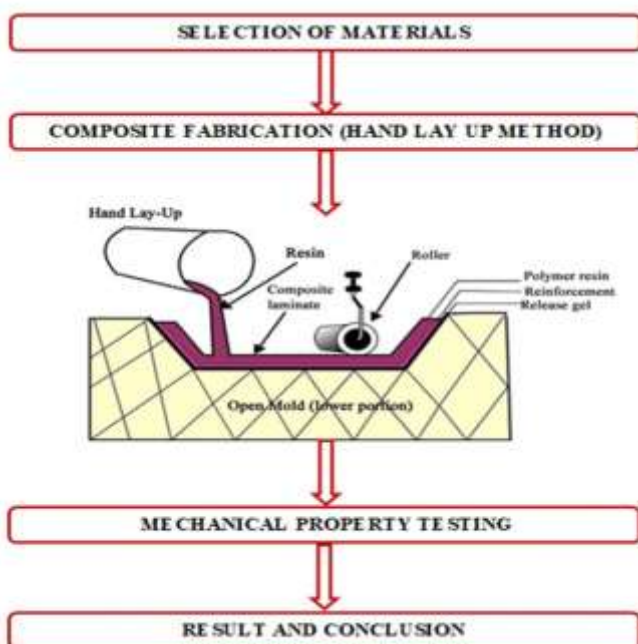 SELECTION OF MATERIALS
COMPOSITE FABRICATION (HAND LAY UP METHOD)
Hand Lay-Up
Resin
Roller
Composite
laminate
Polymer resin
Reinforcement
Release gel
Open Mold (lower portion)
MECHANICAL PROPERTY TESTING
RESULT AND CONCLUSION